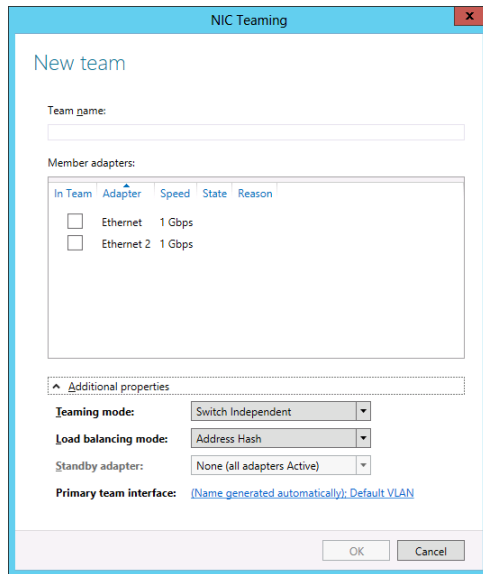 NIC Teaming
x
New team
Team name:
Member adapters:
In Team Adapter Speed State Reason
Ethernet 1 Gbps
Ethernet 2 1 Gbps
Additional properties
Teaming mode: Switch Independent
Load balancing mode: Address Hash
Standby adapter: None (all adapters Active)
Primary team interface: (Name generated automatically); Default VLAN
OK Cancel